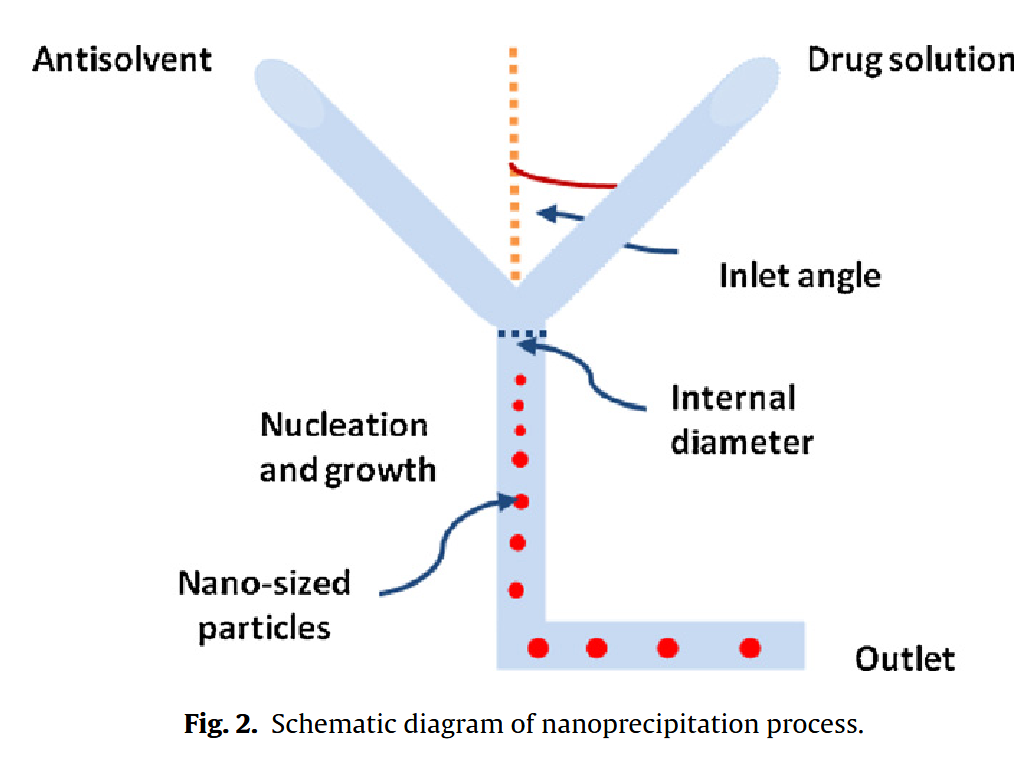 Antisolvent
Drug solution
Inlet angle
Internal
diameter
Nucleation
and growth
Nano-sized
particles
Outlet
Fig. 2. Schematic diagram of nanoprecipitation process.